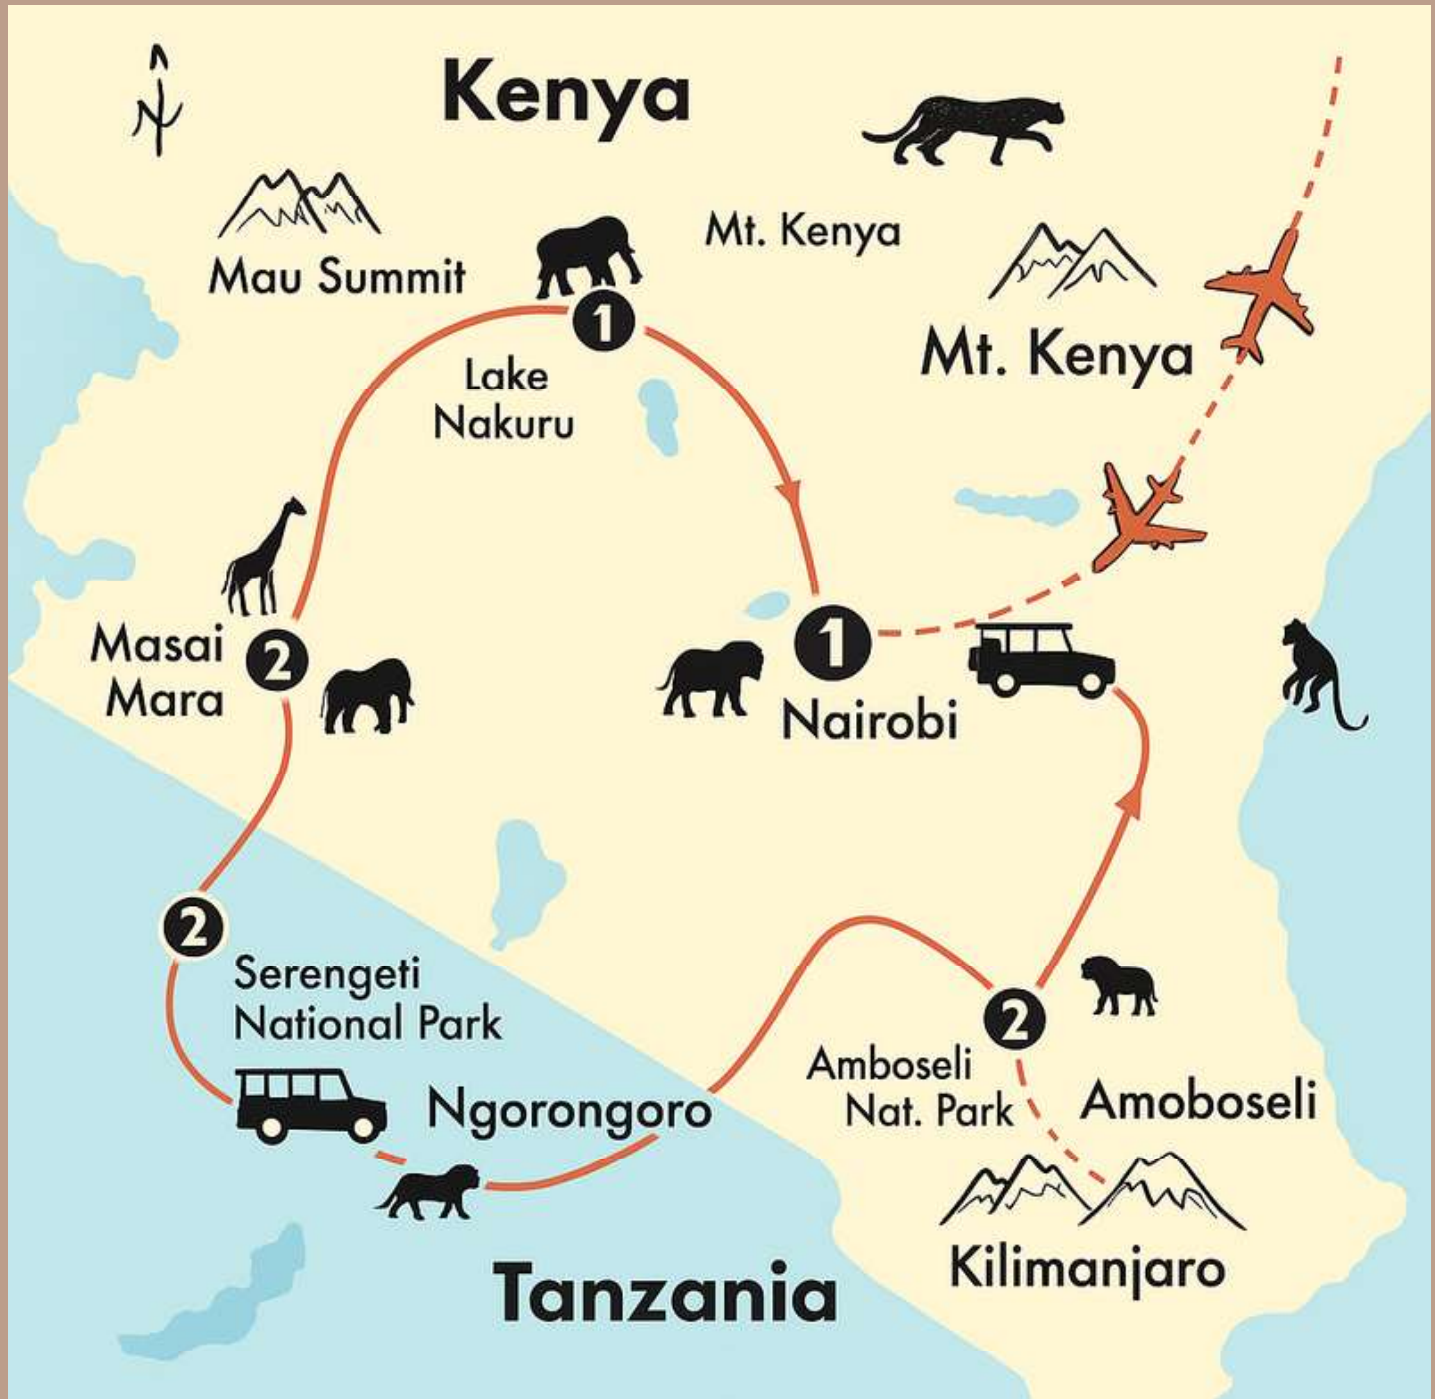 Kenya
N
Mt. Kenya
Mau Summit
1
Mt. Kenya
Lake
Nakuru
Masai
Mara
2
1
Nairobi
2
Serengeti
National Park
2
Amboseli
Nat. Park
Amoboseli
Ngorongoro
Kilimanjaro
Tanzania